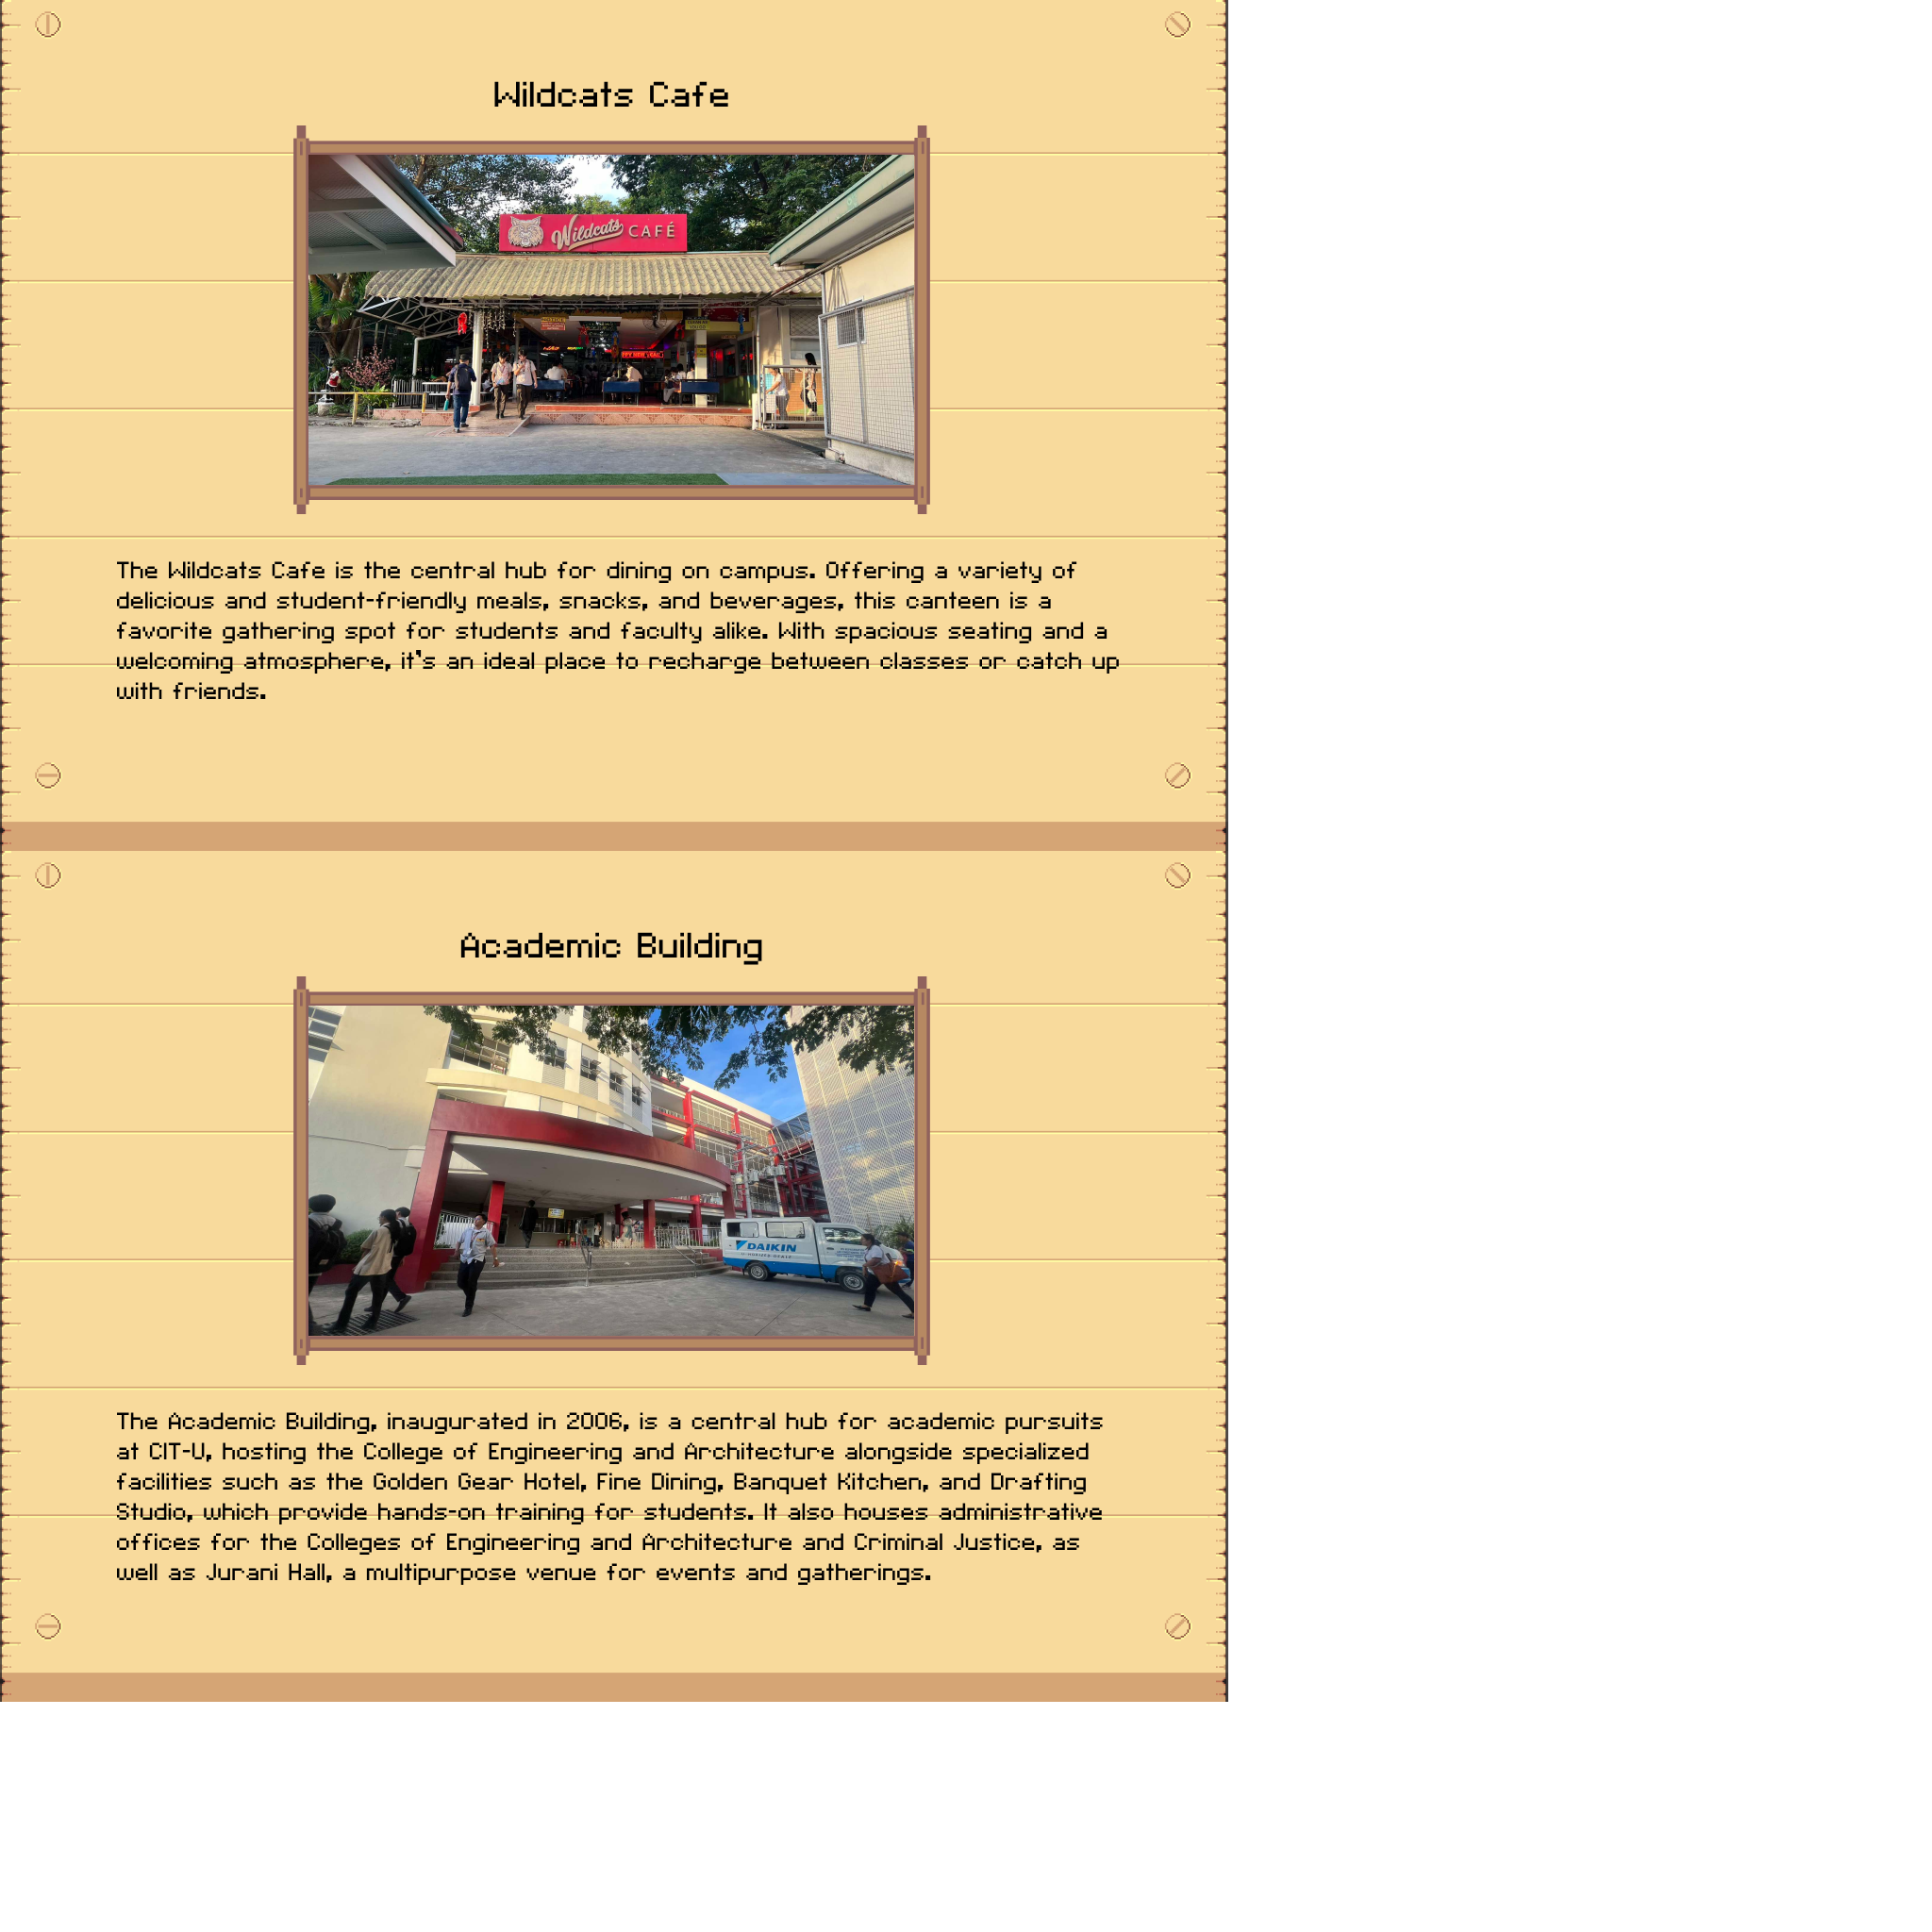 Wildcats Cafe
Wildcats CAFÉ
The Wildcats Cafe is the central hub for dining on campus. Offering a variety of
delicious and student-friendly meals, snacks, and beverages, this canteen is a
favorite gathering spot for students and faculty alike. With spacious seating and a
welcoming atmosphere, it's an ideal place to recharge between classes or catch up
with friends.
Academic Building
DAIKIN
The Academic Building, inaugurated in 2006, is a central hub for academic pursuits
at CIT-U, hosting the College of Engineering and Architecture alongside specialized
facilities such as the Golden Gear Hotel, Fine Dining, Banquet Kitchen, and Drafting
Studio, which provide hands-on training for students. It also houses administrative
offices for the Colleges of Engineering and Architecture and Criminal Justice, as
well as Jurani Hall, a multipurpose venue for events and gatherings.